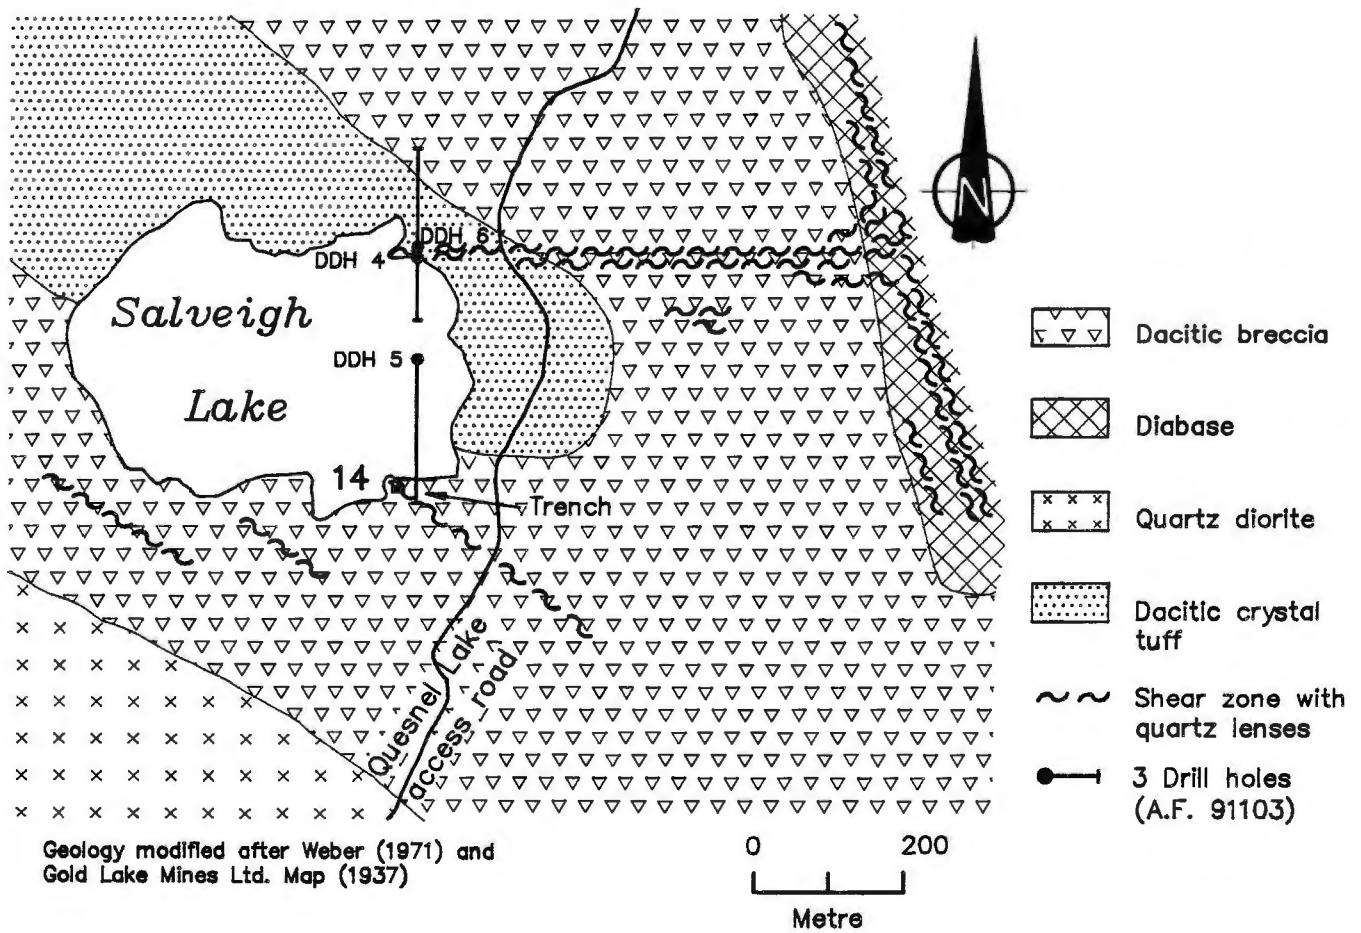 N
DDH 6
DDH 4
Salveigh
Lake
DDH 5
14
Trench
Quesnel Lake
access road
Dacitic breccia
Diabase
Quartz diorite
Dacitic crystal
tuff
Shear zone with
quartz lenses
3 Drill holes
(A.F. 91103)
Geology modified after Weber (1971) and
Gold Lake Mines Ltd. Map (1937)
0 200
Metre